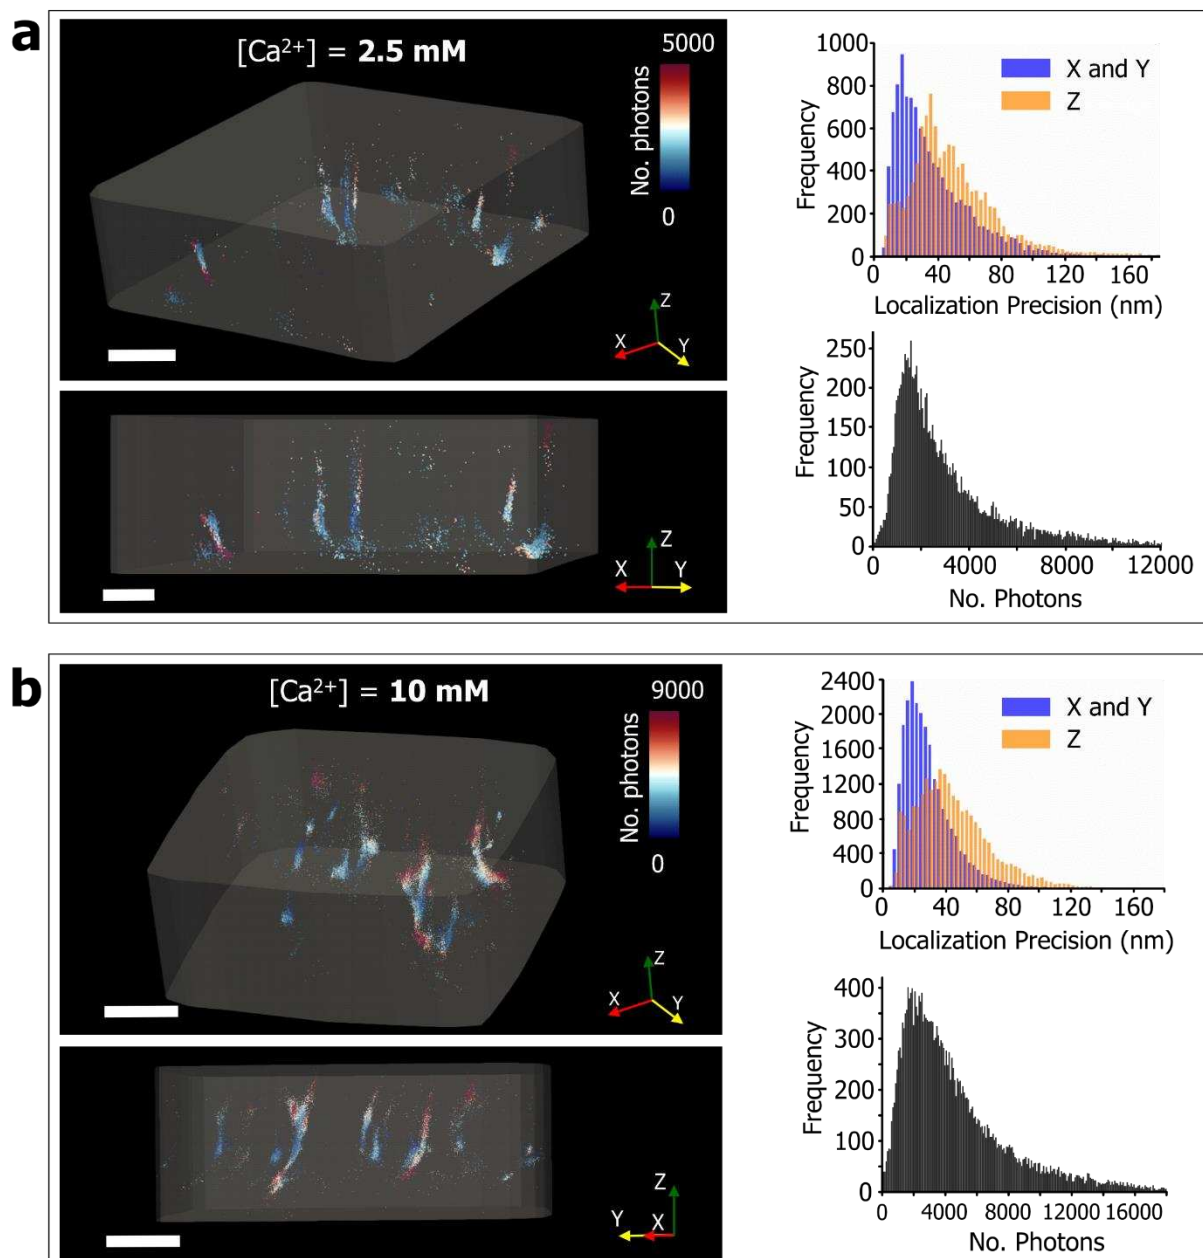 a
[Ca²⁺] = 2.5 mM
5000
No. photons
0
Z
X
Y
Z
X
Y
1000
800
600
400
200
0
X and Y
Z
Frequency
0 40 80 120 160
Localization Precision (nm)
250
200
150
100
50
0
Frequency
0 4000 8000 12000
No. Photons
b
[Ca²⁺] = 10 mM
9000
No. photons
0
Z
X
Y
Z
Y
X
2400
2000
1600
1200
800
400
0
X and Y
Z
Frequency
0 40 80 120 160
Localization Precision (nm)
400
300
200
100
0
Frequency
0 4000 8000 12000 16000
No. Photons